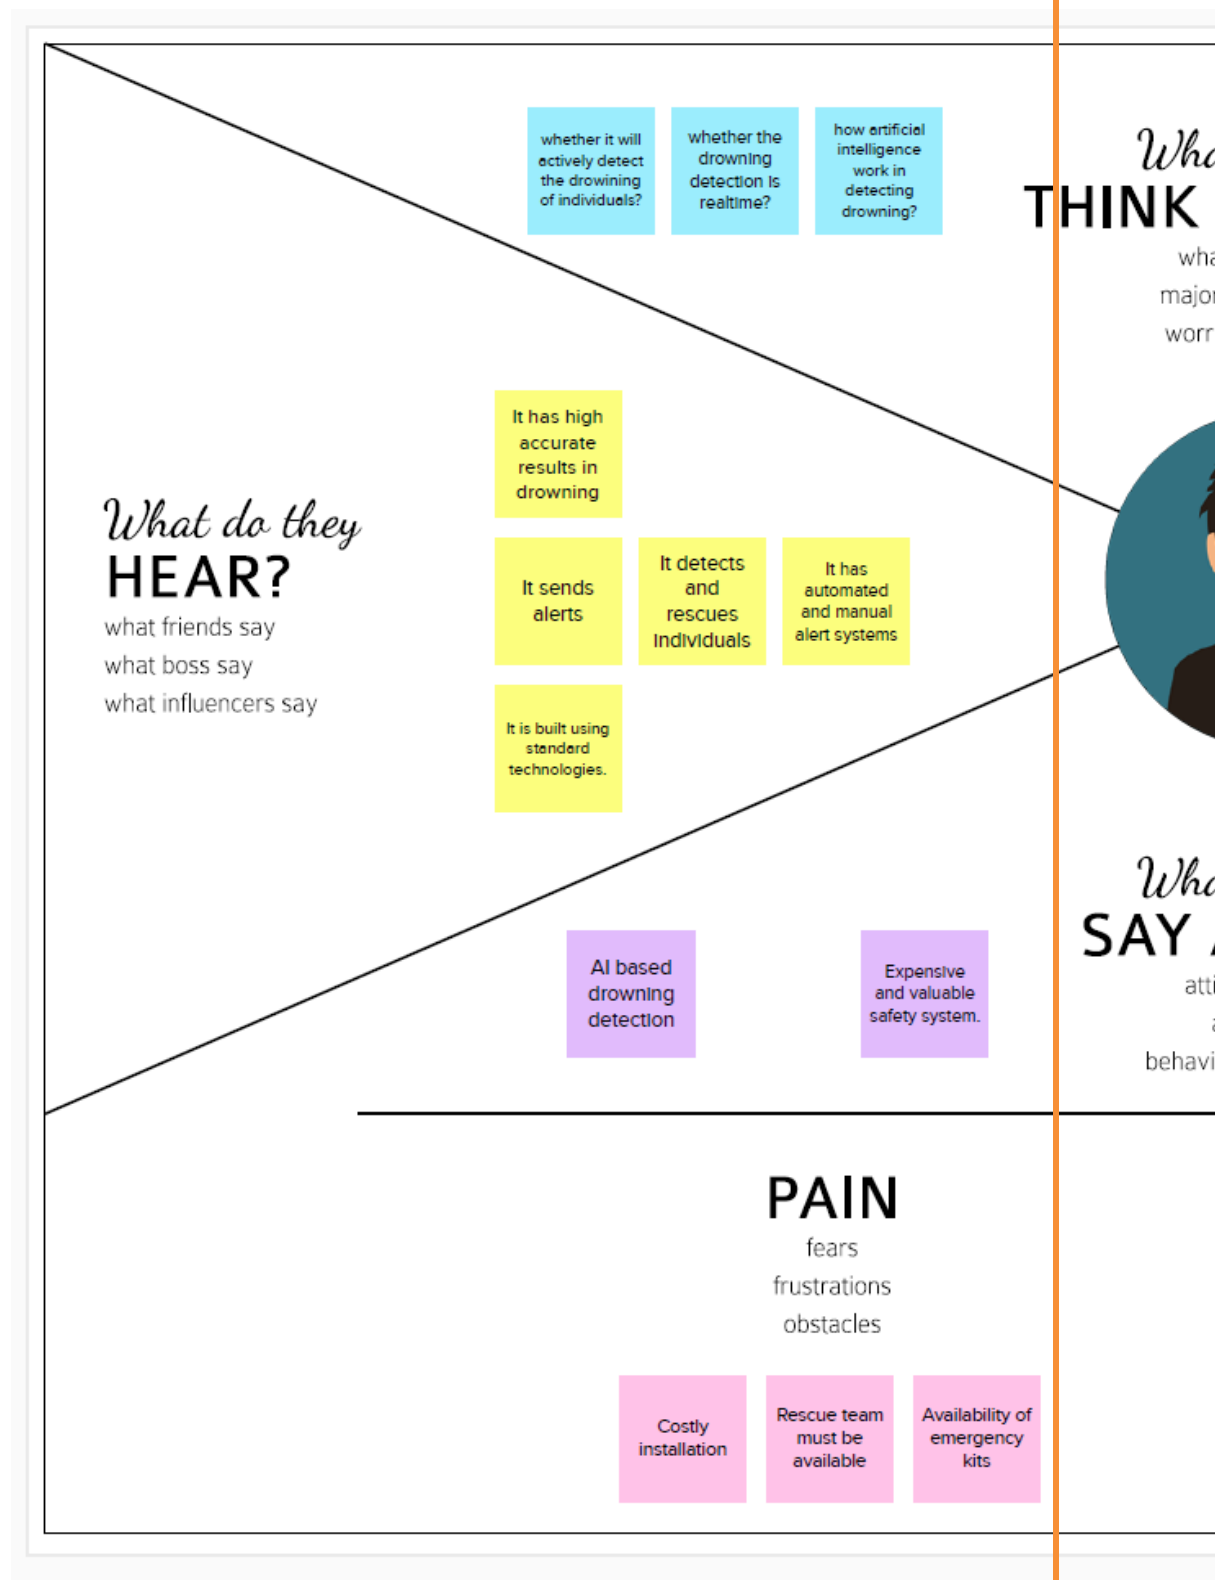 whether it will
actively detect
the drowining
of individuals?
whether the
drowning
detection is
realtime?
how artificial
intelligence
work in
detecting
drowning?
THINK
It has high
accurate
results in
drowning
What do they
HEAR?
what friends say
what boss say
what influencers say
It sends
alerts
It detects
and
rescues
individuals
It has
automated
and manual
alert systems
It is built using
standard
technologies.
SAY
AI based
drowning
detection
Expensive
and valuable
safety system.
PAIN
fears
frustrations
obstacles
Costly
installation
Rescue team
must be
available
Availability of
emergency
kits